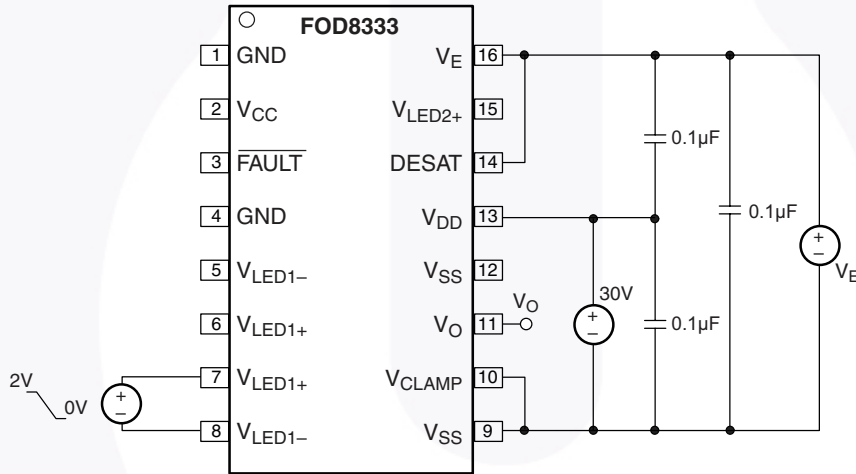 FOD8333
1 GND
2 VCC
3 FAULT
4 GND
5 VLED1–
6 VLED1+
7 VLED1+
8 VLED1–
2V
0V
VE 16
VLED2+ 15
DESAT 14
VDD 13
VSS 12
VO 11
VCLAMP 10
VSS 9
VO
30V
0.1µF
0.1µF
0.1µF
VE
+
–
+
–
+
–